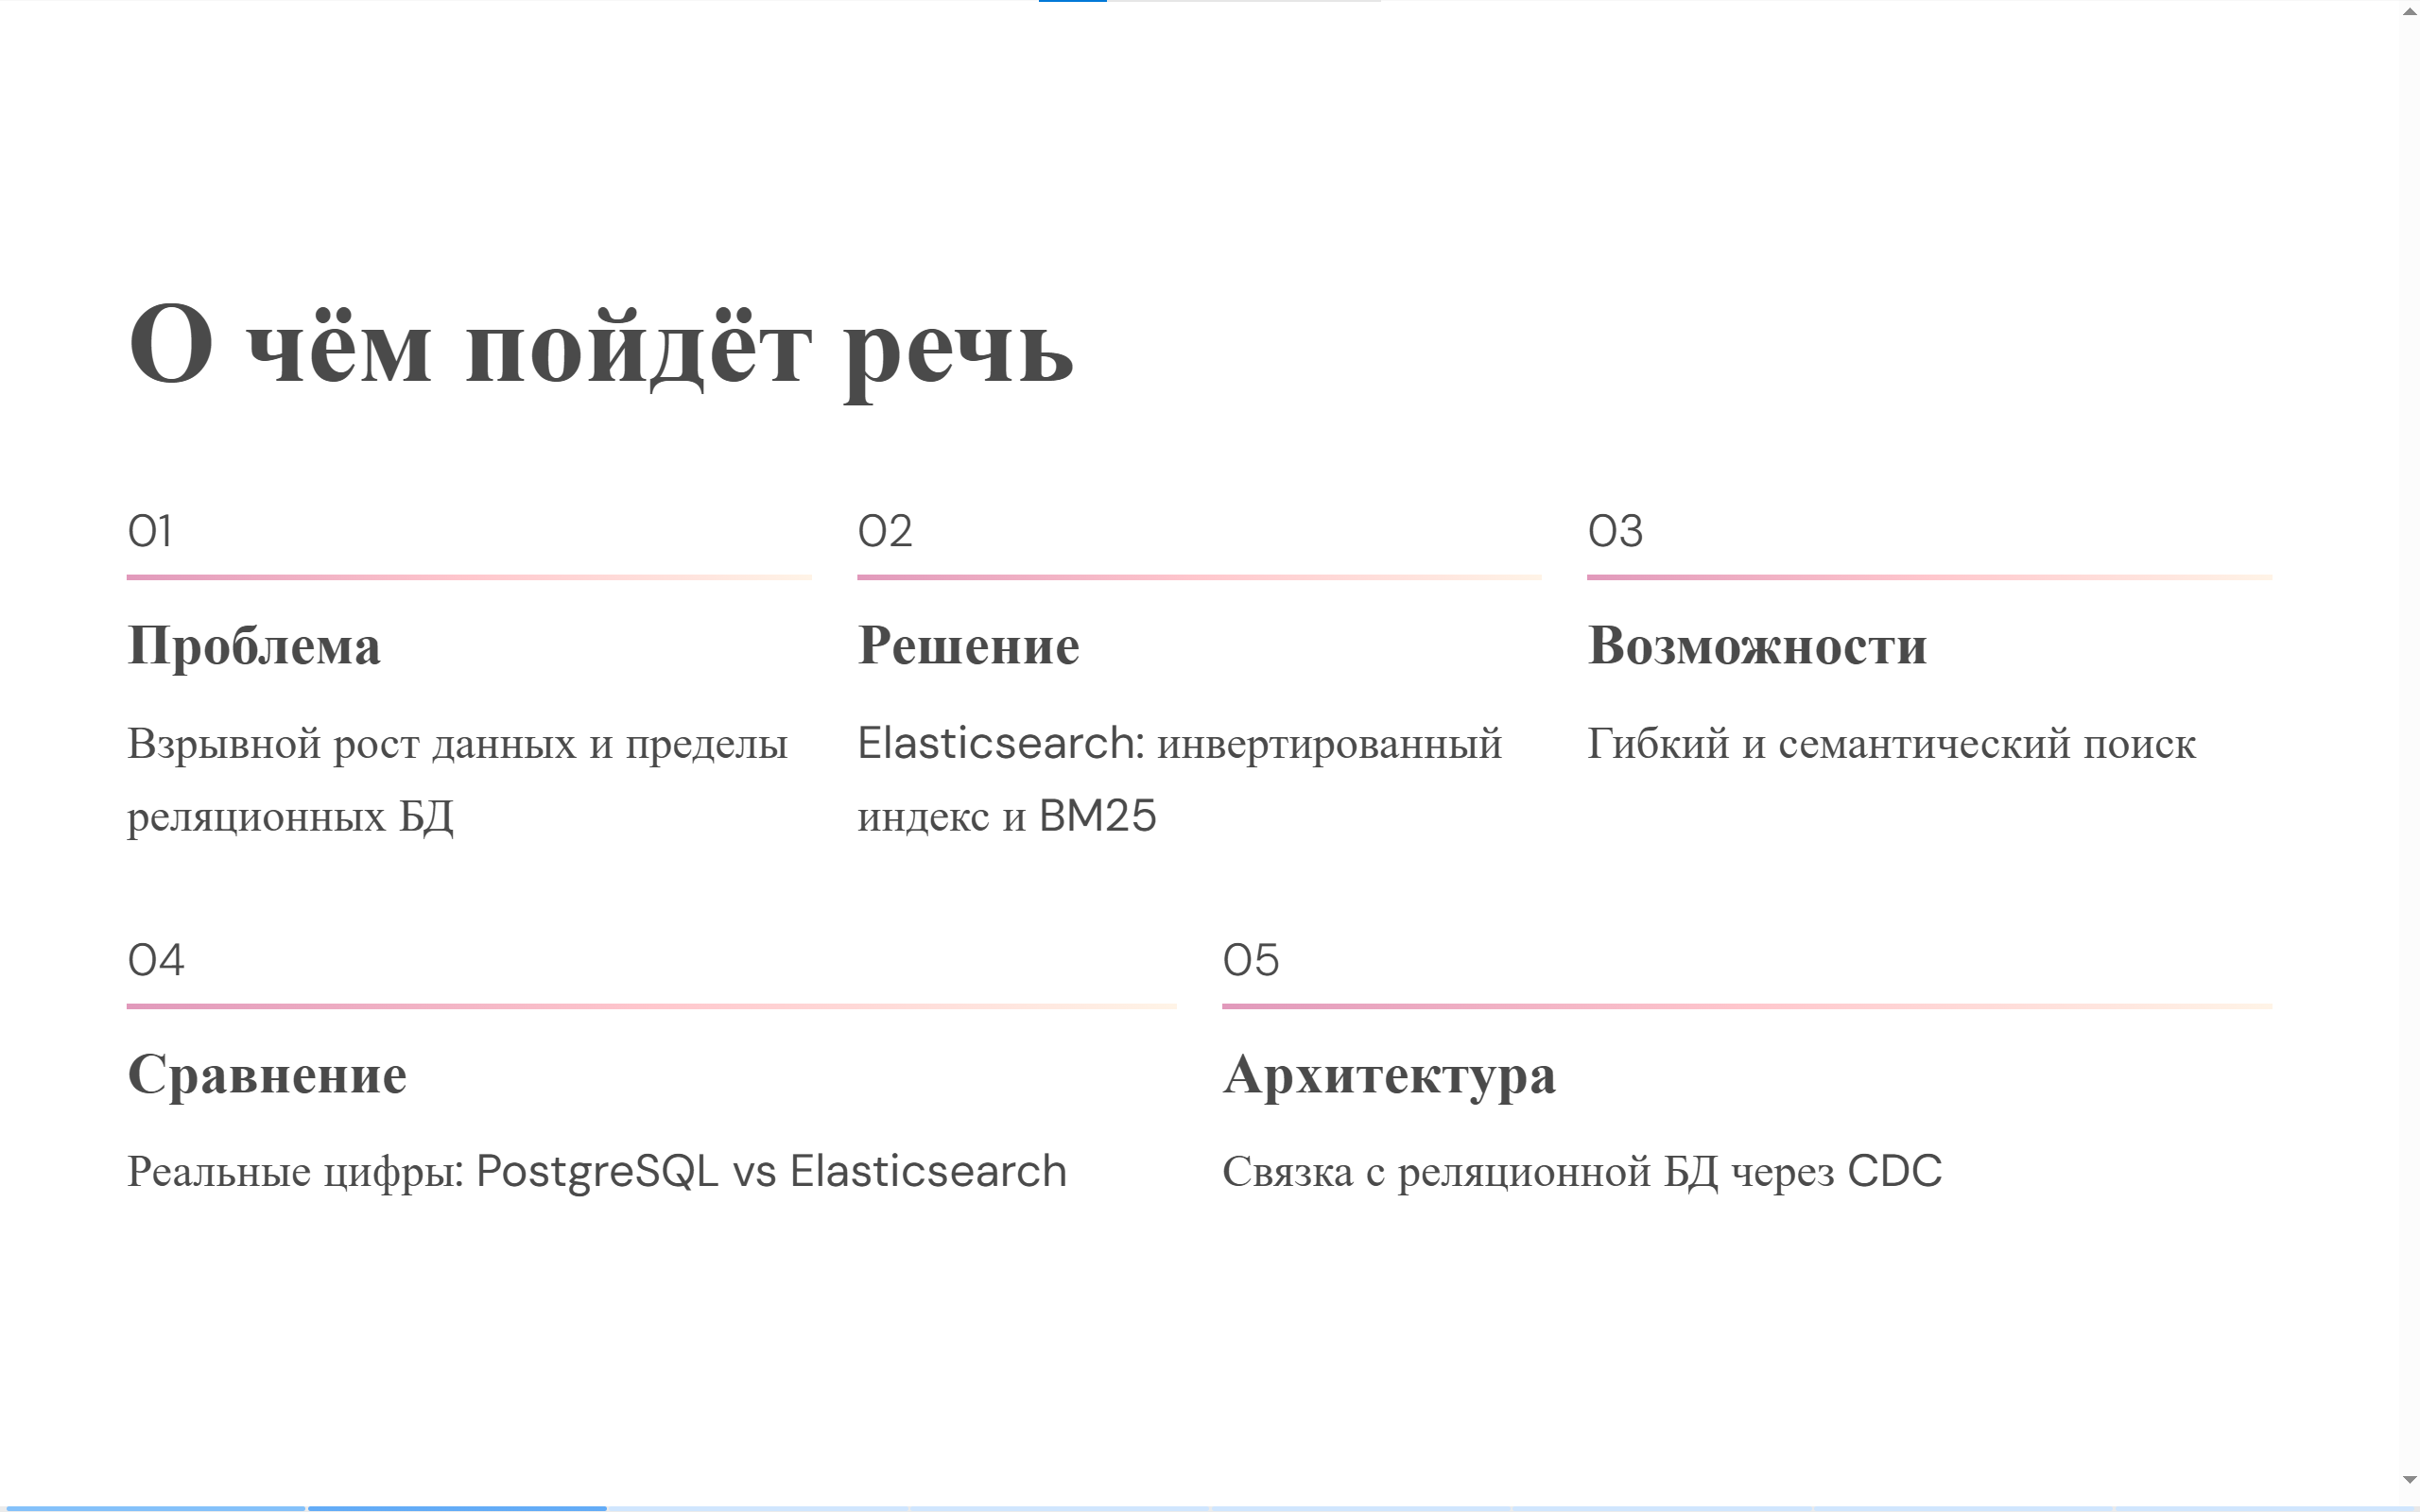 О чём пойдёт речь
01
Проблема
Взрывной рост данных и пределы
реляционных БД
02
Решение
Elasticsearch: инвертированный
индекс и BM25
03
Возможности
Гибкий и семантический поиск
04
Сравнение
Реальные цифры: PostgreSQL vs Elasticsearch
05
Архитектура
Связка с реляционной БД через CDC